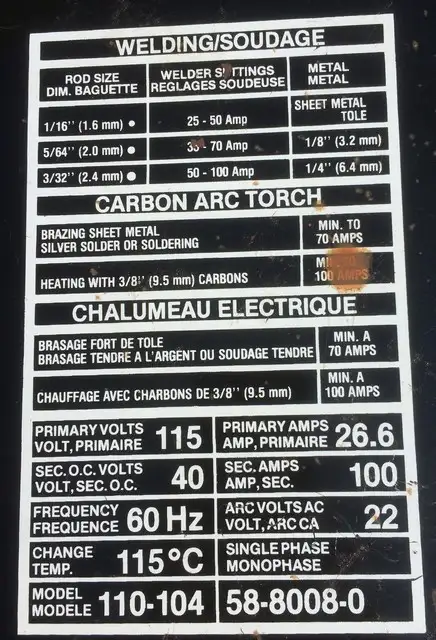 WELDING/SOUDAGE
ROD SIZE WELDER SETTINGS METAL
DIM. BAGUETTE REGLAGES SOUDEUSE METAL
SHEET METAL
1/16" (1.6 mm) ● 25 - 50 Amp TOLE
5/64" (2.0 mm) ● 35 - 70 Amp 1/8" (3.2 mm)
3/32" (2.4 mm) ● 50 - 100 Amp 1/4" (6.4 mm)
CARBON ARC TORCH
BRAZING SHEET METAL MIN. TO
SILVER SOLDER OR SOLDERING 70 AMPS
MIN. TO
HEATING WITH 3/8" (9.5 mm) CARBONS 100 AMPS
CHALUMEAU ELECTRIQUE
BRASAGE FORT DE TOLE MIN. A
BRASAGE TENDRE A L'ARGENT OU SOUDAGE TENDRE 70 AMPS
MIN. A
CHAUFFAGE AVEC CHARBONS DE 3/8" (9.5 mm) 100 AMPS
PRIMARY VOLTS 115 PRIMARY AMPS 26.6
VOLT, PRIMAIRE AMP, PRIMAIRE
SEC. O.C. VOLTS 40 SEC. AMPS 100
VOLT, SEC. O.C. AMP, SEC.
FREQUENCY 60 Hz ARC VOLTS AC 22
FREQUENCE VOLT, ARC CA
CHANGE 115°C SINGLE PHASE
TEMP. MONOPHASE
MODEL 110-104 58-8008-0
MODELE